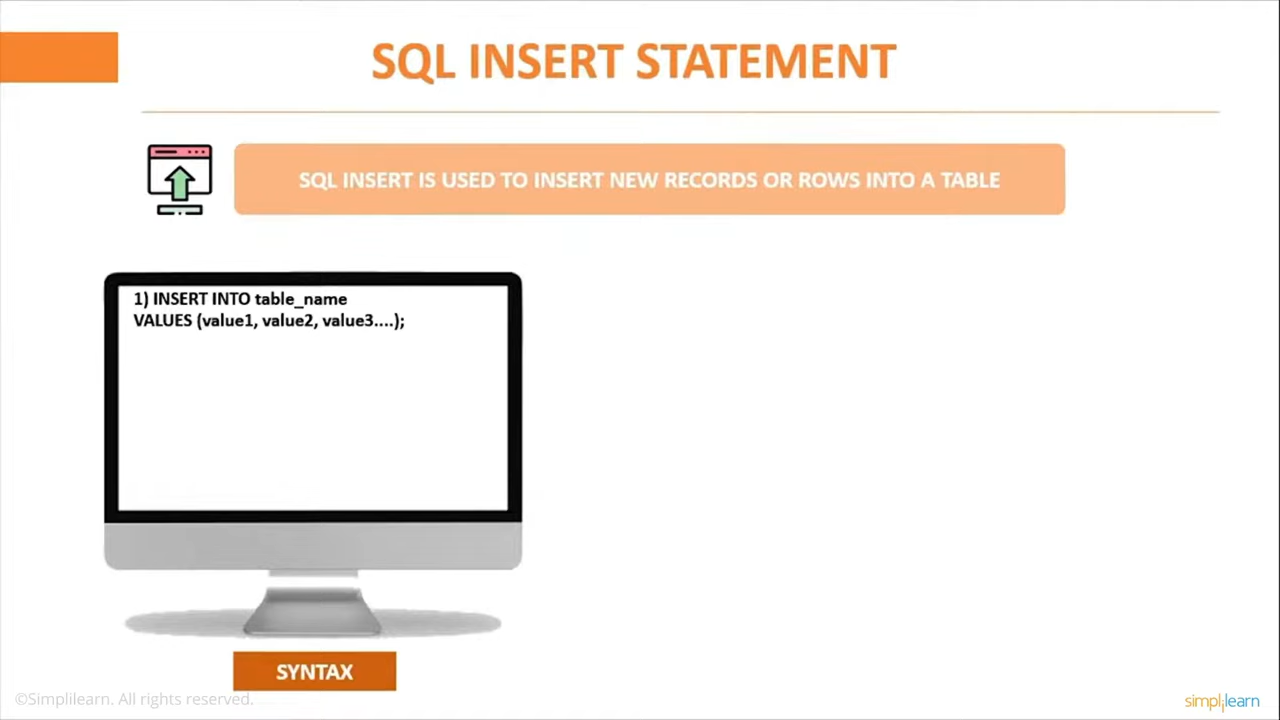 SQL INSERT STATEMENT
SQL INSERT IS USED TO INSERT NEW RECORDS OR ROWS INTO A TABLE
1) INSERT INTO table_name
VALUES (value1, value2, value3....);
SYNTAX
©Simplilearn. All rights reserved.
simplilearn